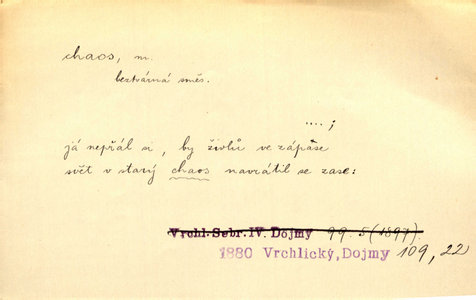 chaos, m.
beztvárná směs.
....;
já nepřál si, by živlů ve zápase
svět v starý chaos navrátil se zase:
Vrchl. Sebr. IV. Dojmy 99. 5 (1897)
1880 Vrchlický, Dojmy 109, 22